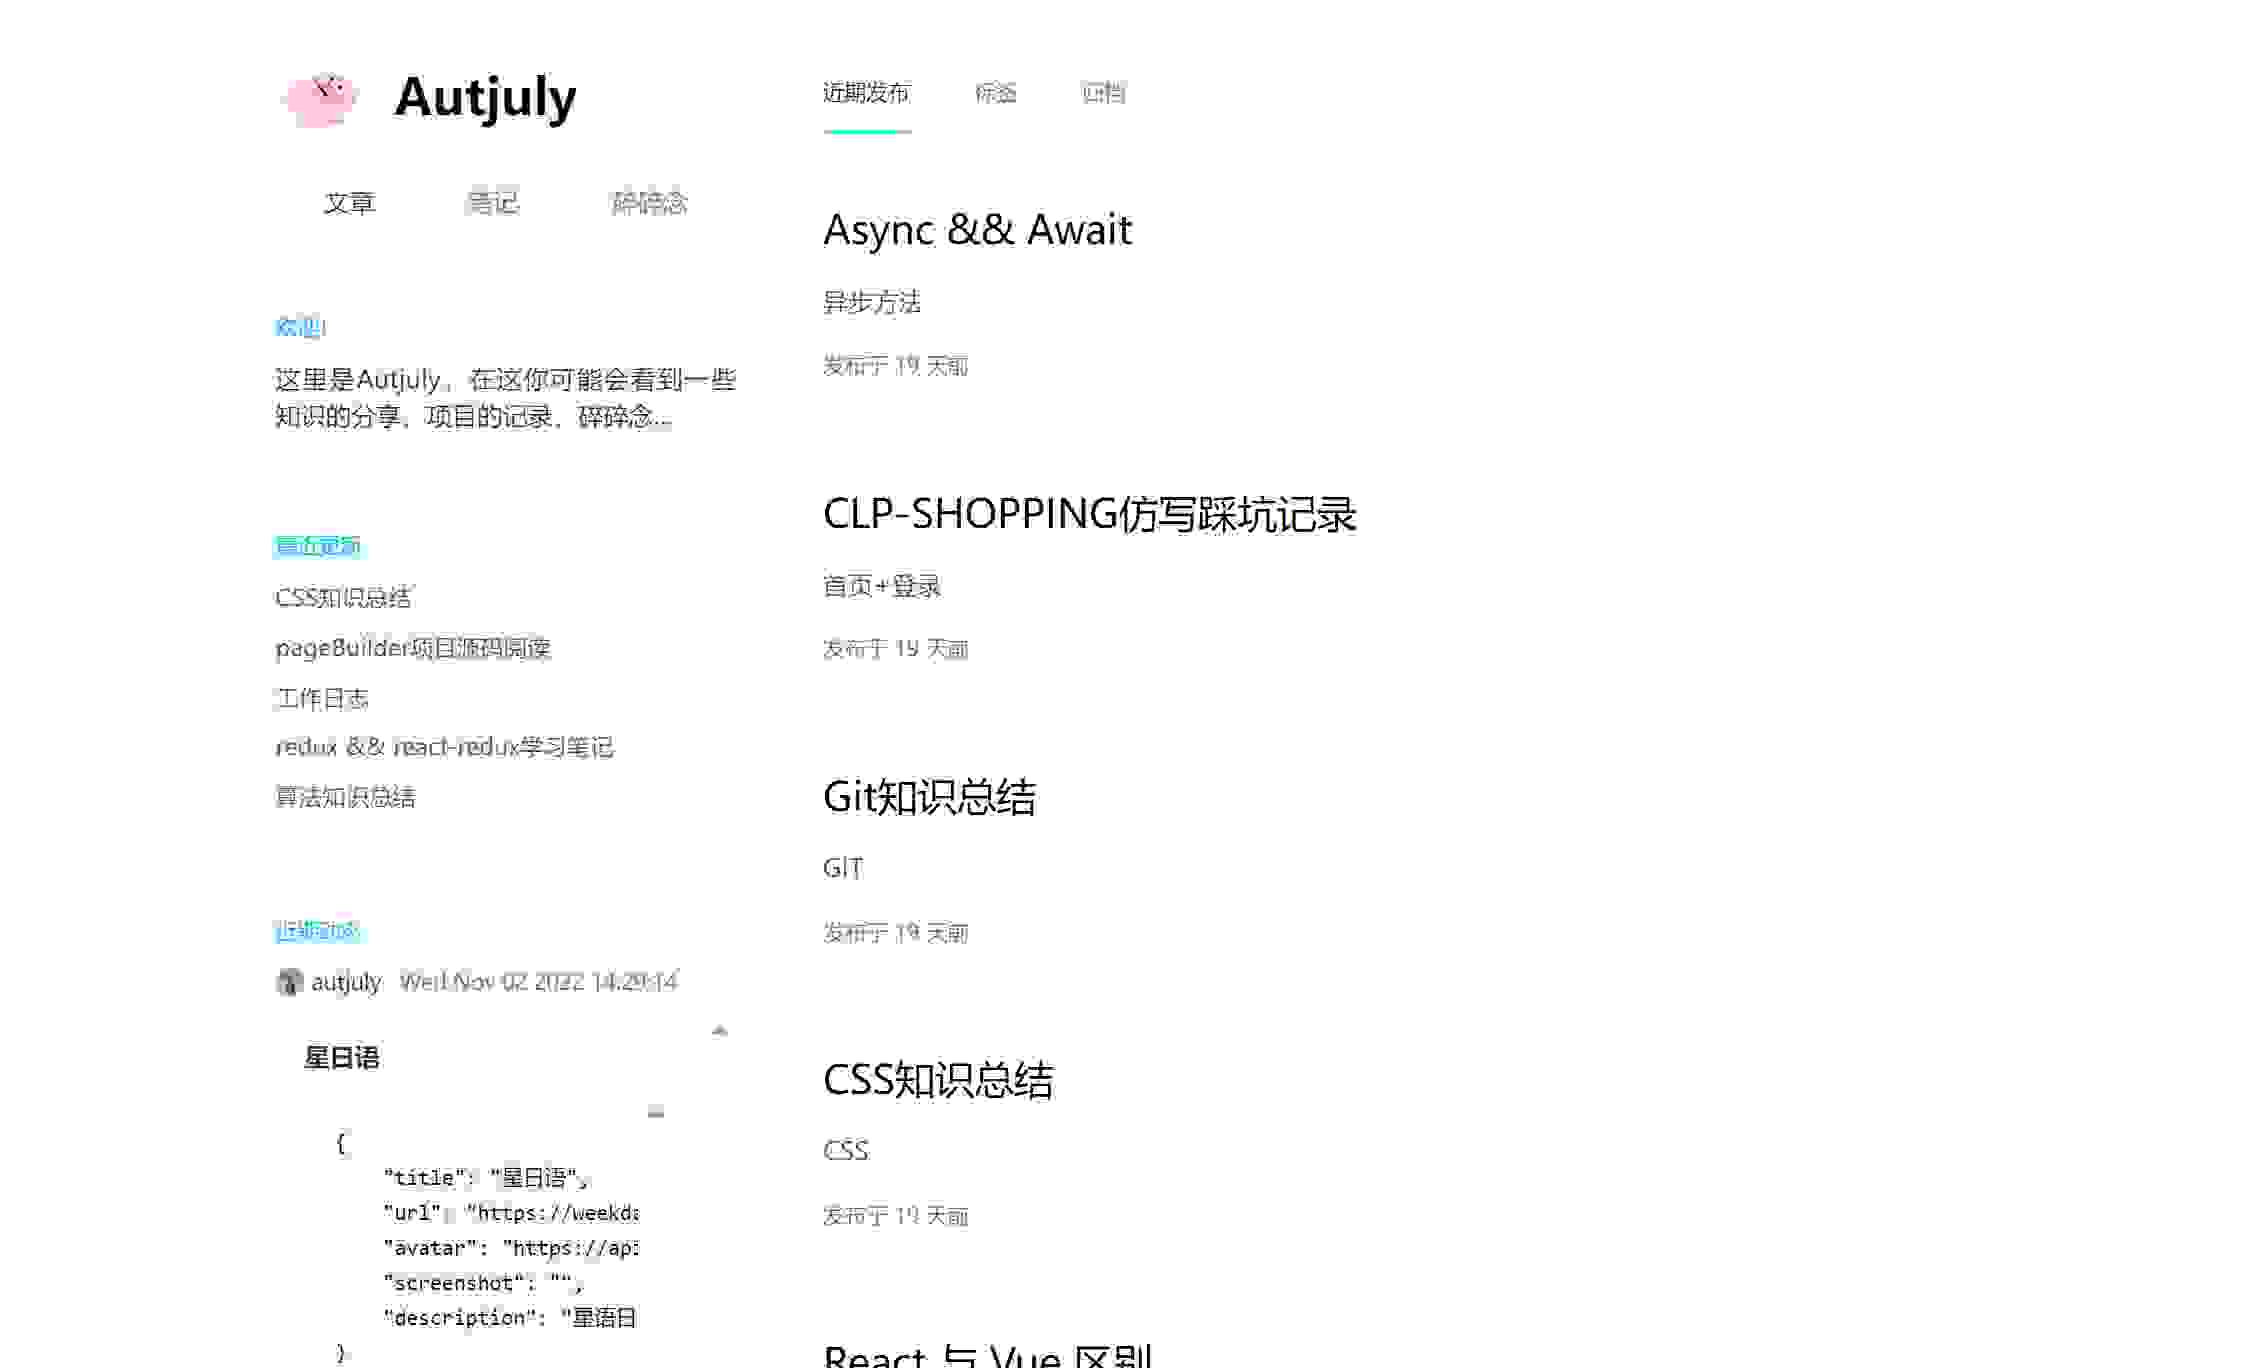 Autjuly
文章
笔记
碎碎念
欢迎!
这里是Autjuly，在这你可能会看到一些
知识的分享、项目的记录、碎碎念...
最近更新
CSS知识总结
pageBuilder项目源码阅读
工作日志
redux && react-redux学习笔记
算法知识总结
autjuly Wed Nov 02 2022 14:29:14
星日语
{
"title": "星日语",
"url": "https://weekda
"avatar": "https://api
"screenshot": "",
"description": "星语日
}
近期发布
标签
归档
Async && Await
异步方法
发布于 19 天前
CLP-SHOPPING仿写踩坑记录
首页+登录
发布于 19 天前
Git知识总结
GIT
发布于 19 天前
CSS知识总结
CSS
发布于 19 天前
React 与 Vue 区别